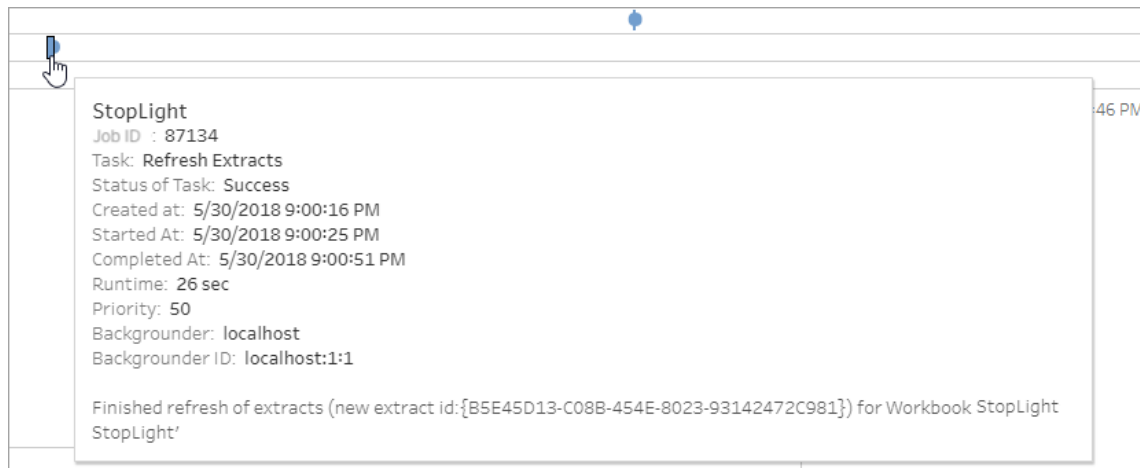 StopLight
Job ID : 87134
Task: Refresh Extracts
Status of Task: Success
Created at: 5/30/2018 9:00:16 PM
Started At: 5/30/2018 9:00:25 PM
Completed At: 5/30/2018 9:00:51 PM
Runtime: 26 sec
Priority: 50
Backgrounder: localhost
Backgrounder ID: localhost:1:1
Finished refresh of extracts (new extract id:{B5E45D13-C08B-454E-8023-93142472C981}) for Workbook StopLight
StopLight’
:46 PM